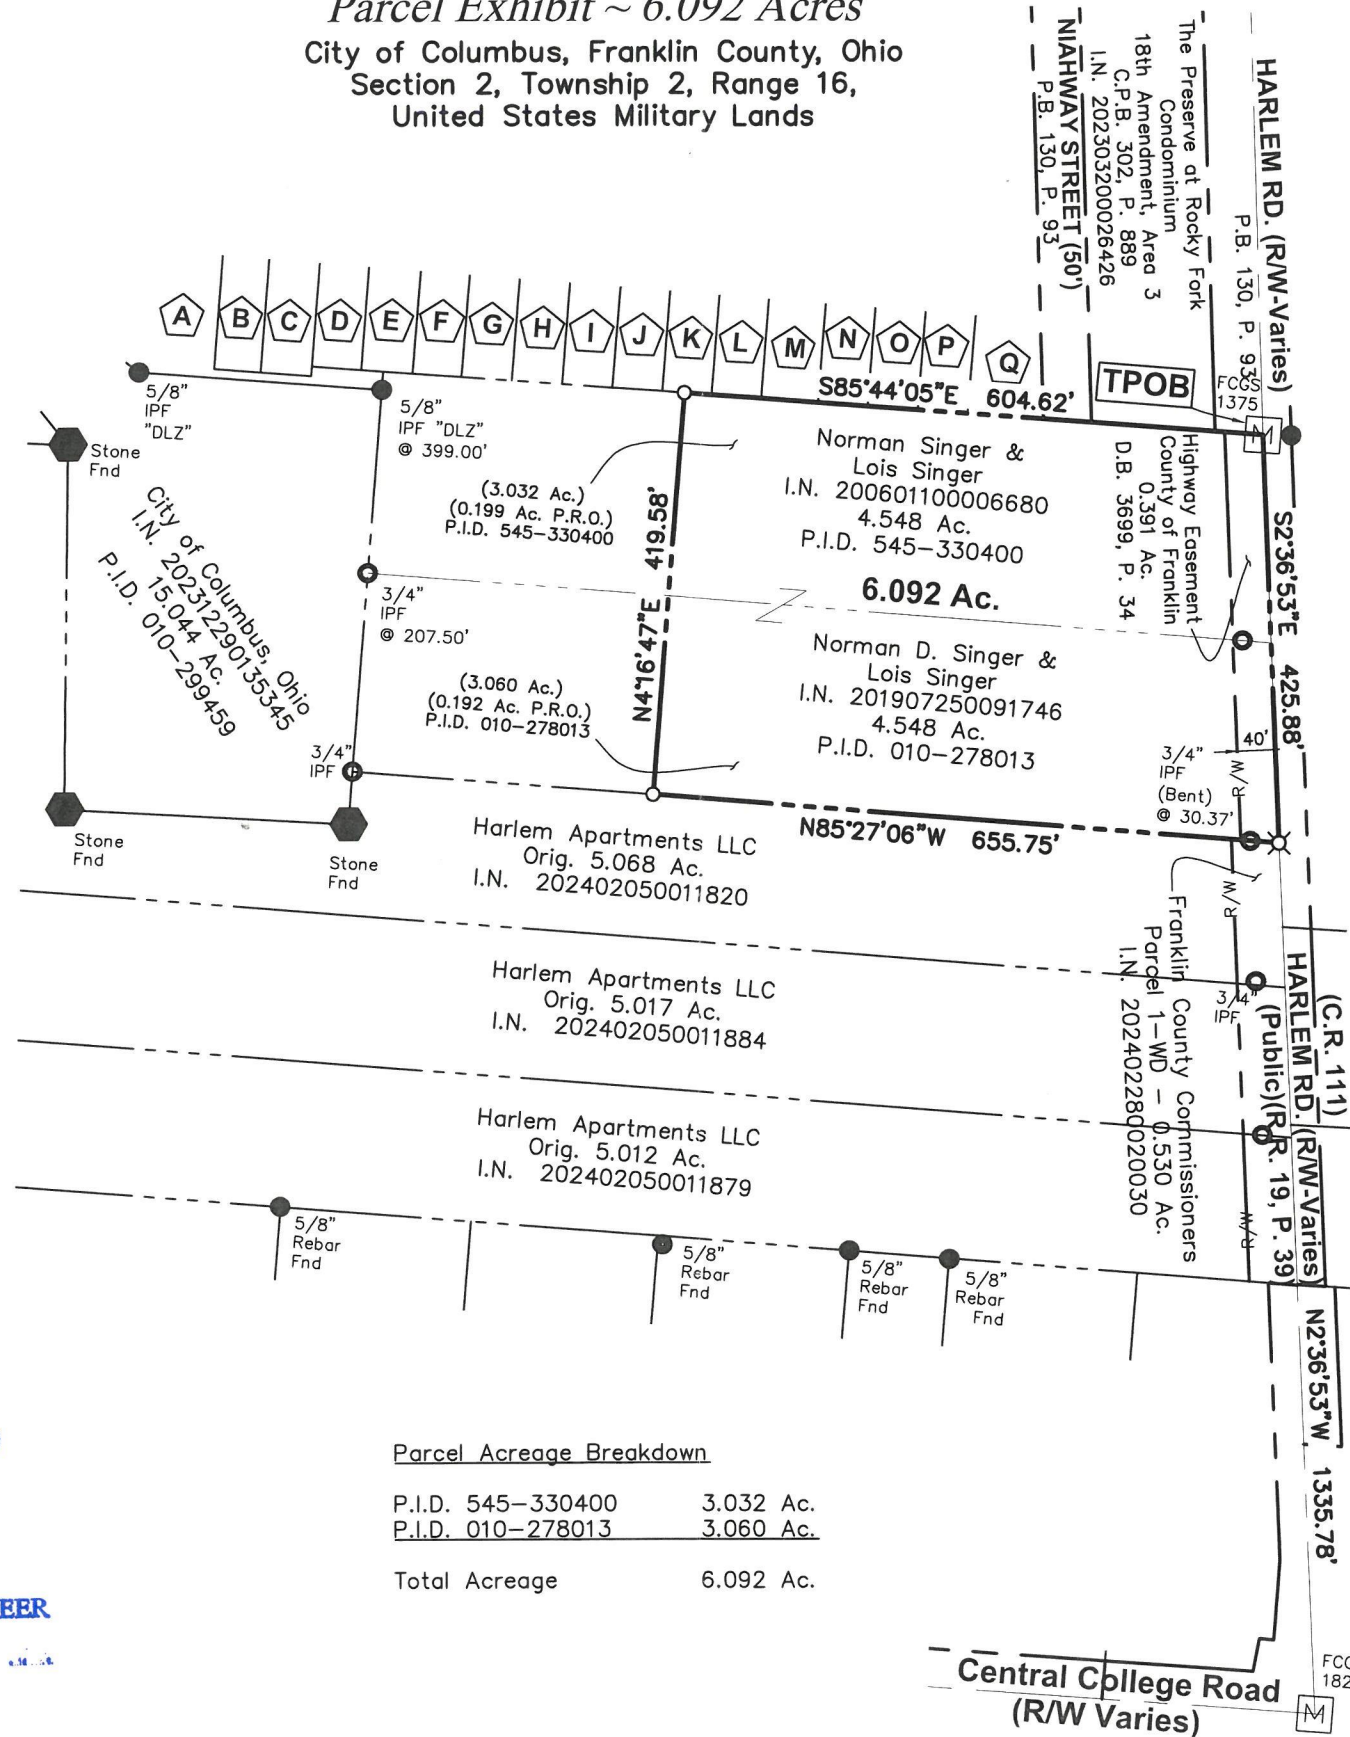 Parcel Exhibit ~ 6.092 Acres
City of Columbus, Franklin County, Ohio
Section 2, Township 2, Range 16,
United States Military Lands
NIAHWAY STREET (50')
P.B. 130, P. 93
The Preserve at Rocky Fork
Condominium
18th Amendment, Area 3
C.P.B. 302, P. 889
I.N. 202303200026426
HARLEM RD. (R/W-Varies)
P.B. 130, P. 93
A
B
C
D
E
F
G
H
I
J
K
L
M
N
O
P
Q
TPOB
FCGS
1375
M
S85°44'05"E 604.62'
5/8"
IPF
"DLZ"
5/8"
IPF "DLZ"
@ 399.00'
Stone
Fnd
City of Columbus, Ohio
I.N. 202312290135345
15.044 Ac.
P.I.D. 010-299459
(3.032 Ac.)
(0.199 Ac. P.R.O.)
P.I.D. 545-330400
N4°16'47"E 419.58'
Norman Singer &
Lois Singer
I.N. 200601100006680
4.548 Ac.
P.I.D. 545-330400
6.092 Ac.
Highway Easement
County of Franklin
0.391 Ac.
D.B. 3699, P. 34
S2°36'53"E 425.88'
3/4"
IPF
@ 207.50'
(3.060 Ac.)
(0.192 Ac. P.R.O.)
P.I.D. 010-278013
Norman D. Singer &
Lois Singer
I.N. 201907250091746
4.548 Ac.
P.I.D. 010-278013
3/4"
IPF
40'
3/4"
IPF
(Bent)
@ 30.37'
R/W
N85°27'06"W 655.75'
Stone
Fnd
Stone
Fnd
Harlem Apartments LLC
Orig. 5.068 Ac.
I.N. 202402050011820
R/W
Franklin County Commissioners
Parcel 1-WD - 0.530 Ac.
I.N. 202402280020030
Harlem Apartments LLC
Orig. 5.017 Ac.
I.N. 202402050011884
3/4"
IPF
(C.R. 111)
HARLEM RD. (R/W-Varies)
(Public)(R.R. 19, P. 39)
Harlem Apartments LLC
Orig. 5.012 Ac.
I.N. 202402050011879
R/W
5/8"
Rebar
Fnd
5/8"
Rebar
Fnd
5/8"
Rebar
Fnd
5/8"
Rebar
Fnd
N2°36'53"W, 1335.78'
Parcel Acreage Breakdown
P.I.D. 545-330400 3.032 Ac.
P.I.D. 010-278013 3.060 Ac.
Total Acreage 6.092 Ac.
EER
Central College Road
(R/W Varies)
M